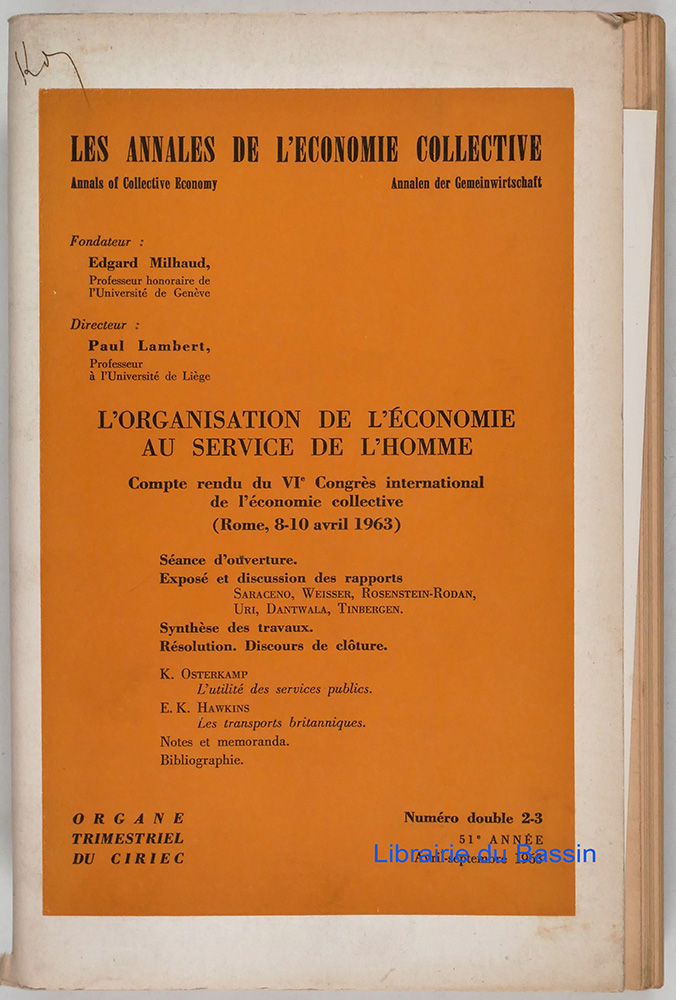 LES ANNALES DE L'ECONOMIE COLLECTIVE
Annals of Collective Economy Annalen der Gemeinwirtschaft
Fondateur :
Edgard Milhaud,
Professeur honoraire de
l'Université de Genève
Directeur :
Paul Lambert,
Professeur
à l'Université de Liège
L'ORGANISATION DE L'ÉCONOMIE
AU SERVICE DE L'HOMME
Compte rendu du VIe Congrès international
de l'économie collective
(Rome, 8-10 avril 1963)
Séance d'ouverture.
Exposé et discussion des rapports
SARACENO, WEISSER, ROSENSTEIN-RODAN,
URI, DANTWALA, TINBERGEN.
Synthèse des travaux.
Résolution. Discours de clôture.
K. OSTERKAMP
L'utilité des services publics.
E. K. HAWKINS
Les transports britanniques.
Notes et memoranda.
Bibliographie.
ORGANE
TRIMESTRIEL
DU CIRIEC
Numéro double 2-3
51e ANNÉE
Avril-septembre 1963
Librairie du Bassin